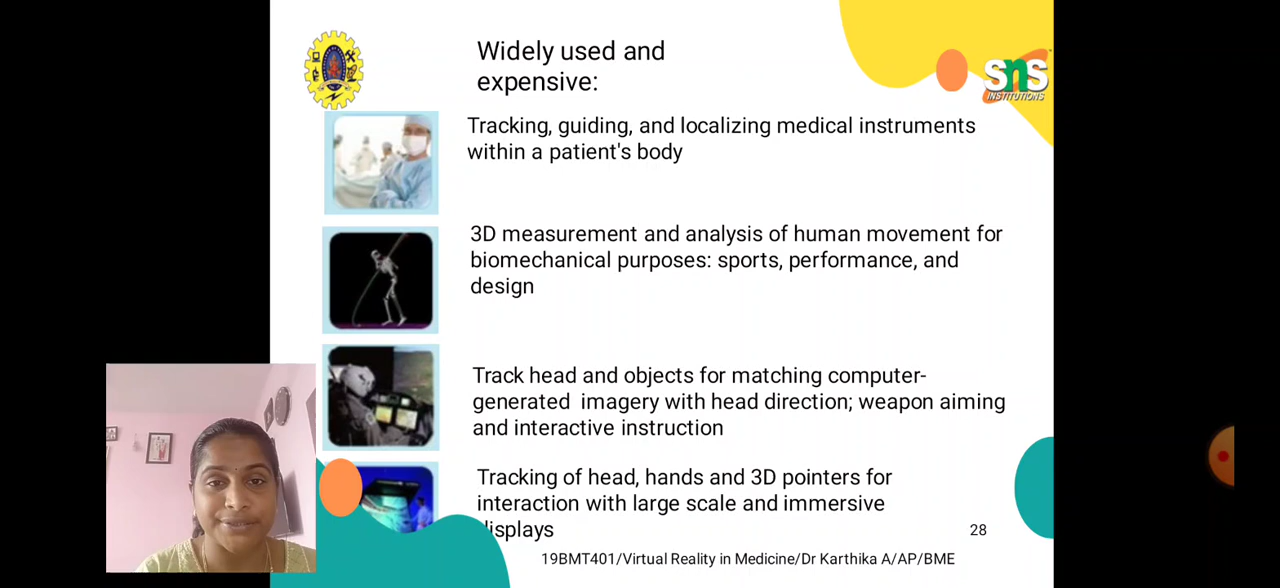 Widely used and
expensive:
SNS
INSTITUTIONS
Tracking, guiding, and localizing medical instruments
within a patient's body
3D measurement and analysis of human movement for
biomechanical purposes: sports, performance, and
design
Track head and objects for matching computer-
generated imagery with head direction; weapon aiming
and interactive instruction
Tracking of head, hands and 3D pointers for
interaction with large scale and immersive
displays
28
19BMT401/Virtual Reality in Medicine/Dr Karthika A/AP/BME